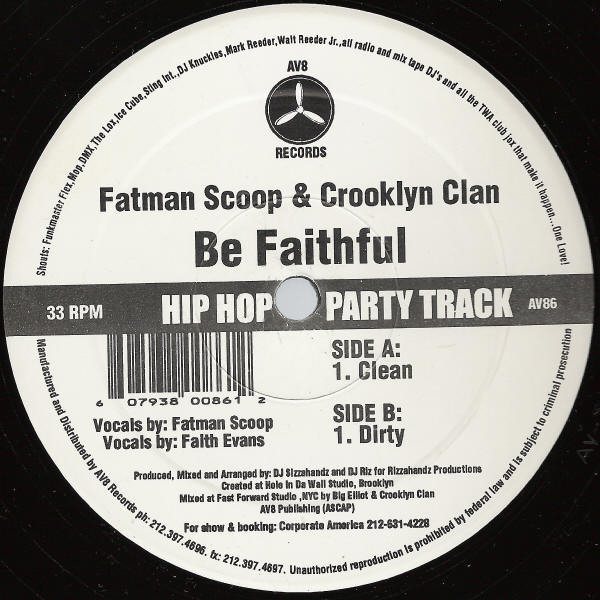 Shouts: Funkmaster Flex,Mop,DMX,The Lox,Ice Cube,Sting Int.,DJ Knuckles,Mark Reeder,Walt Reeder Jr.,all radio and mix tape DJ's and all the TWA club jox that make it happen...One Love!
AV8
RECORDS
Fatman Scoop & Crooklyn Clan
Be Faithful
33 RPM HIP HOP PARTY TRACK AV86
SIDE A:
1. Clean
6 07938 00861 2
SIDE B:
1. Dirty
Vocals by: Fatman Scoop
Vocals by: Faith Evans
Produced, Mixed and Arranged by: DJ Sizzahandz and DJ Riz for Rizzahandz Productions
Created at Hole In Da Wall Studio, Brooklyn
Mixed at Fast Forward Studio ,NYC by Big Elliot & Crooklyn Clan
AV8 Publishing (ASCAP)
For show & booking: Corporate America 212-631-4228
Manufactured and Distributed by AV8 Records ph: 212.397.4696. fx: 212.397.4697. Unauthorized reproduction is prohibited by federal law and is subject to criminal prosecution